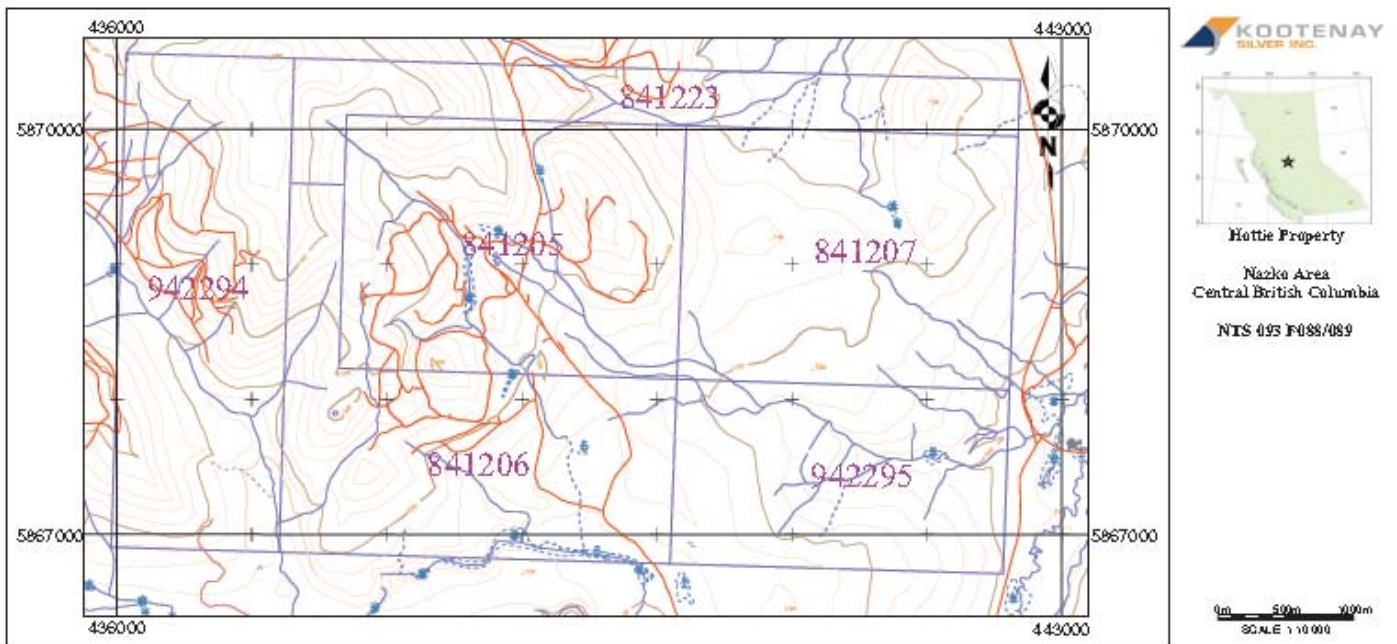 436000
443000
KOOTENAY
SILVER INC.
841223
5870000
5870000
N
841205
841207
942294
Hottie Property
Nazko Area
Central British Columbia
NTS 093 F088/089
841206
942295
5867000
5867000
0m 500m 1000m
436000
443000